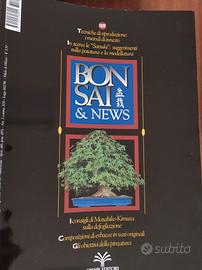 Tecniche di riproduzione:
i metodi di innesto
In scena le "Satsuki": suggerimenti
sulla potatura e la modellatura
BON
SAI
盆栽
& NEWS
I consigli di Masahiko Kimura
sulla defogliazione
Composizioni di erbacee in vasi originali
Gli obiettivi della pinzatura
Subito